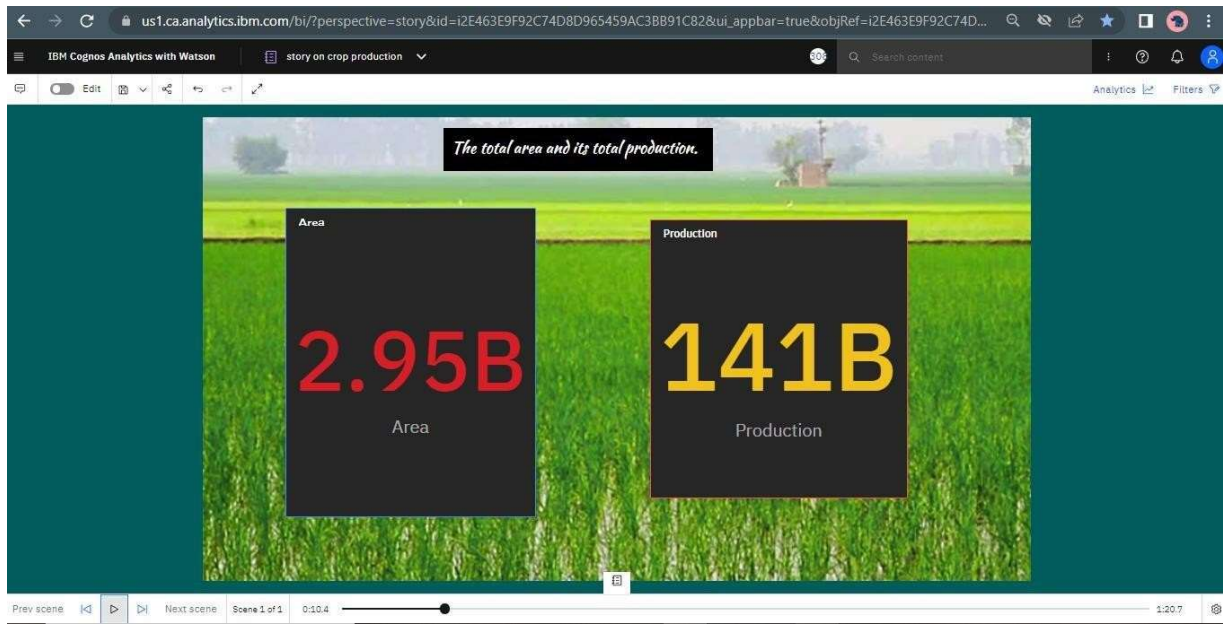 us1.ca.analytics.ibm.com/bi/?perspective=story&id=i2E463E9F92C74D8D965459AC3BB91C82&ui_appbar=true&objRef=i2E463E9F92C74D...
IBM Cognos Analytics with Watson story on crop production Search content
Edit Analytics Filters
The total area and its total production.
Area
2.95B
Area
Production
141B
Production
Prev scene Next scene Scene 1 of 1 0:10.4 1:20.7